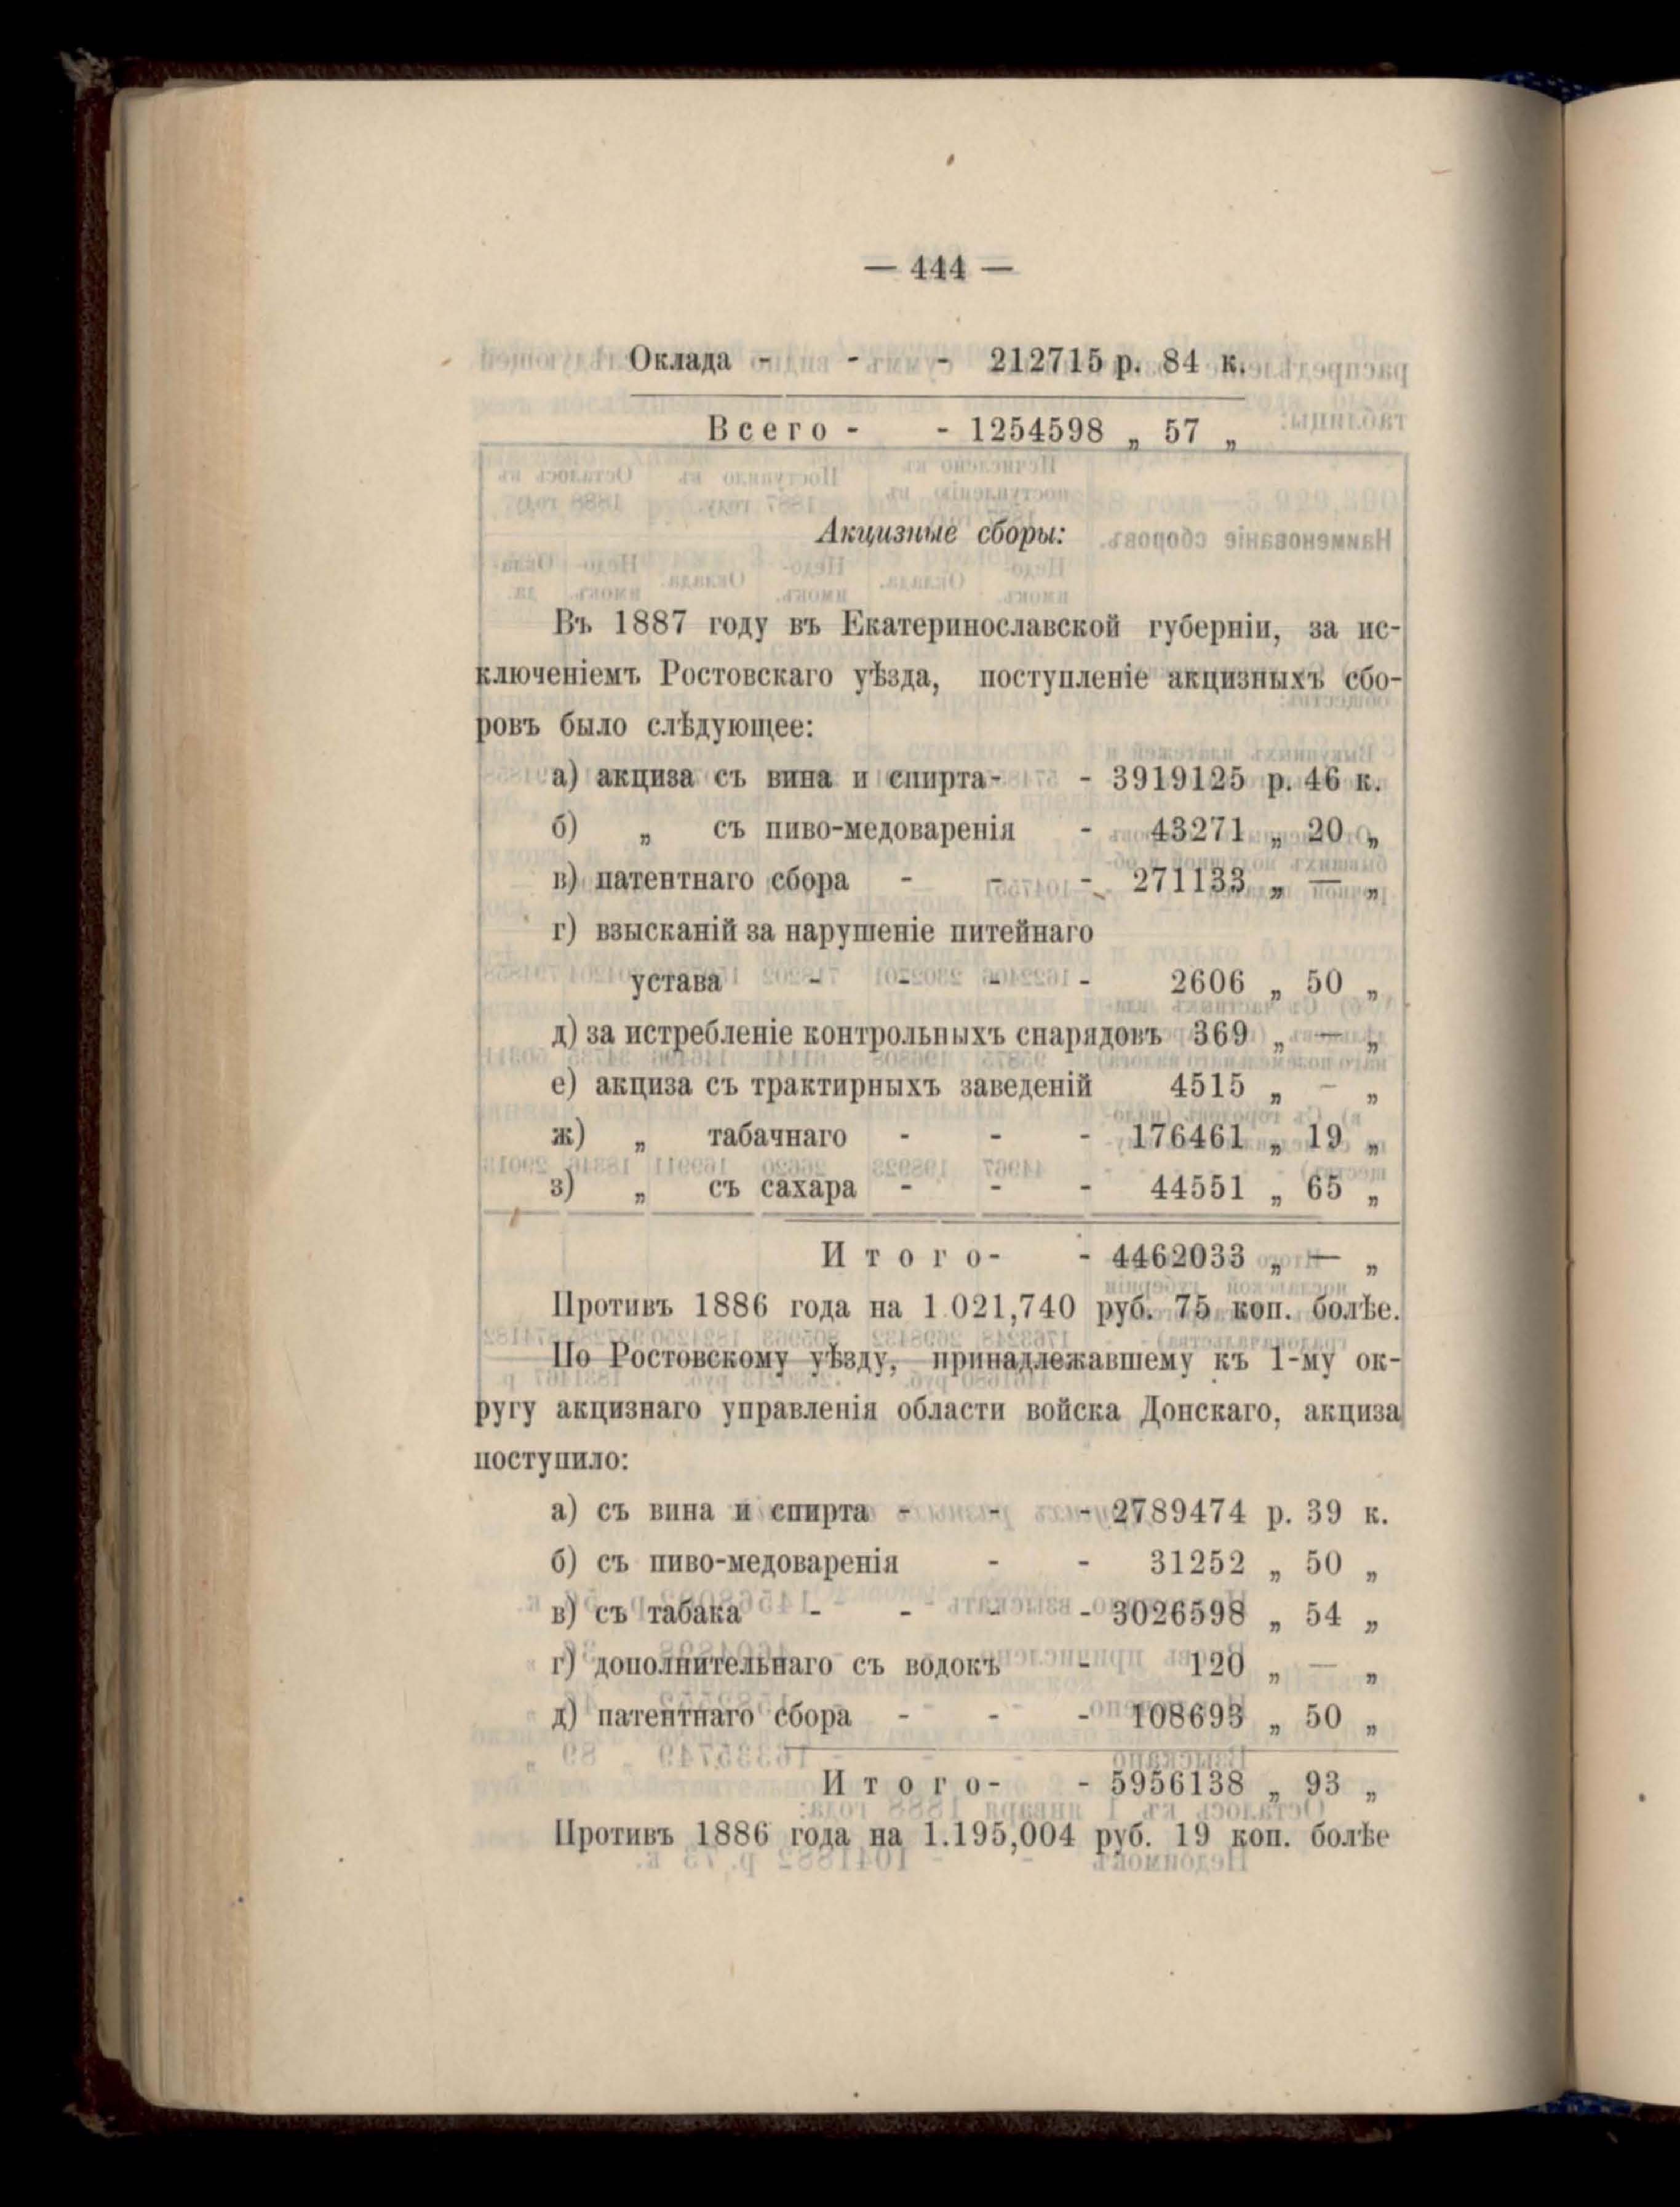 — 444 —
Оклада - - - 212715 р. 84 к.
Всего - - 1254598 „ 57 „
Акцизные сборы:
Въ 1887 году въ Екатеринославской губерніи, за ис-
ключеніемъ Ростовскаго уѣзда, поступленіе акцизныхъ сбо-
ровъ было слѣдующее:
а) акциза съ вина и спирта- - 3919125 р. 46 к.
б) „ съ пиво-медоваренія - 43271 „ 20 „
в) патентнаго сбора - - - 271133 „ — „
г) взысканій за нарушеніе питейнаго
устава - - - - 2606 „ 50 „
д) за истребленіе контрольныхъ снарядовъ 369 „ — „
е) акциза съ трактирныхъ заведеній 4515 „ - „
ж) „ табачнаго - - - 176461 „ 19 „
з) „ съ сахара - - - 44551 „ 65 „
Итого- - 4462033 „ — „
Противъ 1886 года на 1.021,740 руб. 75 коп. болѣе.
По Ростовскому уѣзду, принадлежавшему къ 1-му ок-
ругу акцизнаго управленія области войска Донскаго, акциза
поступило:
а) съ вина и спирта - - - 2789474 р. 39 к.
б) съ пиво-медоваренія - - 31252 „ 50 „
в) съ табака - - - - 3026598 „ 54 „
г) дополнительнаго съ водокъ - 120 „ — „
д) патентнаго сбора - - - 108693 „ 50 „
Итого- - 5956138 „ 93 „
Противъ 1886 года на 1.195,004 руб. 19 коп. болѣе